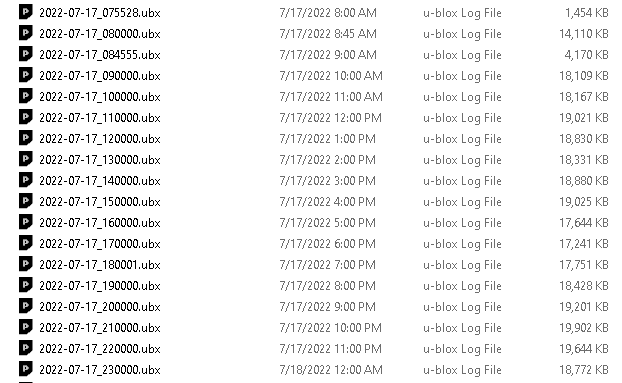 2022-07-17_075528.ubx 7/17/2022 8:00 AM u-blox Log File 1,454 KB
2022-07-17_080000.ubx 7/17/2022 8:45 AM u-blox Log File 14,110 KB
2022-07-17_084555.ubx 7/17/2022 9:00 AM u-blox Log File 4,170 KB
2022-07-17_090000.ubx 7/17/2022 10:00 AM u-blox Log File 18,109 KB
2022-07-17_100000.ubx 7/17/2022 11:00 AM u-blox Log File 18,167 KB
2022-07-17_110000.ubx 7/17/2022 12:00 PM u-blox Log File 19,021 KB
2022-07-17_120000.ubx 7/17/2022 1:00 PM u-blox Log File 18,830 KB
2022-07-17_130000.ubx 7/17/2022 2:00 PM u-blox Log File 18,331 KB
2022-07-17_140000.ubx 7/17/2022 3:00 PM u-blox Log File 18,880 KB
2022-07-17_150000.ubx 7/17/2022 4:00 PM u-blox Log File 19,025 KB
2022-07-17_160000.ubx 7/17/2022 5:00 PM u-blox Log File 17,644 KB
2022-07-17_170000.ubx 7/17/2022 6:00 PM u-blox Log File 17,241 KB
2022-07-17_180001.ubx 7/17/2022 7:00 PM u-blox Log File 17,751 KB
2022-07-17_190000.ubx 7/17/2022 8:00 PM u-blox Log File 18,428 KB
2022-07-17_200000.ubx 7/17/2022 9:00 PM u-blox Log File 19,201 KB
2022-07-17_210000.ubx 7/17/2022 10:00 PM u-blox Log File 19,902 KB
2022-07-17_220000.ubx 7/17/2022 11:00 PM u-blox Log File 19,644 KB
2022-07-17_230000.ubx 7/18/2022 12:00 AM u-blox Log File 18,772 KB